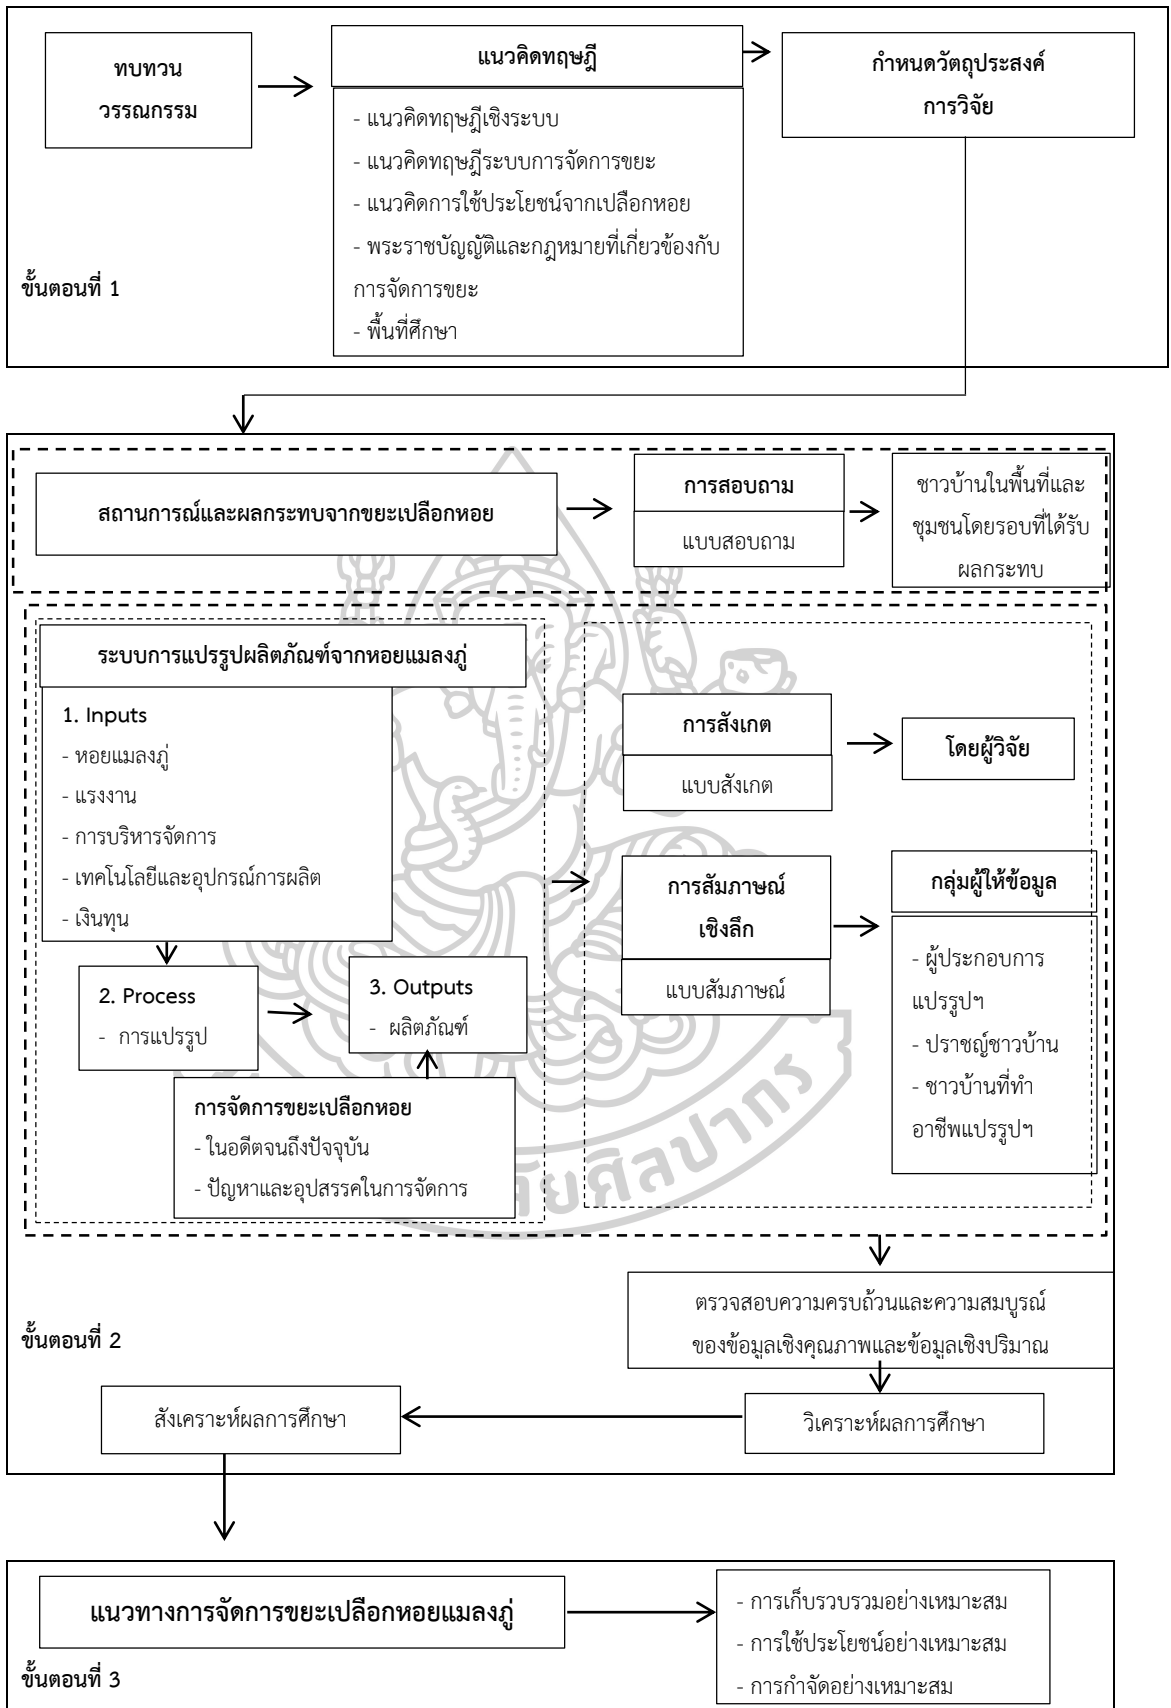 ทบทวน
วรรณกรรม
แนวคิดทฤษฎี
- แนวคิดทฤษฎีเชิงระบบ
- แนวคิดทฤษฎีระบบการจัดการขยะ
- แนวคิดการใช้ประโยชน์จากเปลือกหอย
- พระราชบัญญัติและกฎหมายที่เกี่ยวข้องกับ
การจัดการขยะ
- พื้นที่ศึกษา
กำหนดวัตถุประสงค์
การวิจัย
ขั้นตอนที่ 1
สถานการณ์และผลกระทบจากขยะเปลือกหอย
การสอบถาม
แบบสอบถาม
ชาวบ้านในพื้นที่และ
ชุมชนโดยรอบที่ได้รับ
ผลกระทบ
ระบบการแปรรูปผลิตภัณฑ์จากหอยแมลงภู่
1. Inputs
- หอยแมลงภู่
- แรงงาน
- การบริหารจัดการ
- เทคโนโลยีและอุปกรณ์การผลิต
- เงินทุน
2. Process
- การแปรรูป
3. Outputs
- ผลิตภัณฑ์
การจัดการขยะเปลือกหอย
- ในอดีตจนถึงปัจจุบัน
- ปัญหาและอุปสรรคในการจัดการ
การสังเกต
แบบสังเกต
โดยผู้วิจัย
การสัมภาษณ์
เชิงลึก
แบบสัมภาษณ์
กลุ่มผู้ให้ข้อมูล
- ผู้ประกอบการ
แปรรูปฯ
- ปราชญ์ชาวบ้าน
- ชาวบ้านที่ทำ
อาชีพแปรรูปฯ
ยศิลปากร
ตรวจสอบความครบถ้วนและความสมบูรณ์
ของข้อมูลเชิงคุณภาพและข้อมูลเชิงปริมาณ
ขั้นตอนที่ 2
สังเคราะห์ผลการศึกษา
วิเคราะห์ผลการศึกษา
แนวทางการจัดการขยะเปลือกหอยแมลงภู่
- การเก็บรวบรวมอย่างเหมาะสม
- การใช้ประโยชน์อย่างเหมาะสม
- การกำจัดอย่างเหมาะสม
ขั้นตอนที่ 3